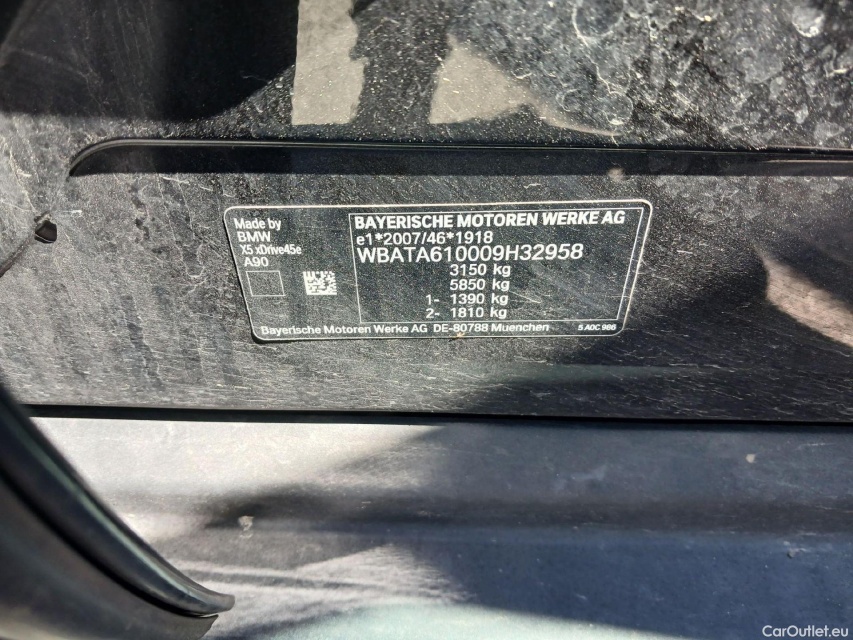 Made by
BMW
X5 xDrive45e
A90
BAYERISCHE MOTOREN WERKE AG
e1*2007/46*1918
WBATA610009H32958
3150 kg
5850 kg
1- 1390 kg
2- 1810 kg
Bayerische Motoren Werke AG DE-80788 Muenchen
5 A0C 986
CarOutlet.eu